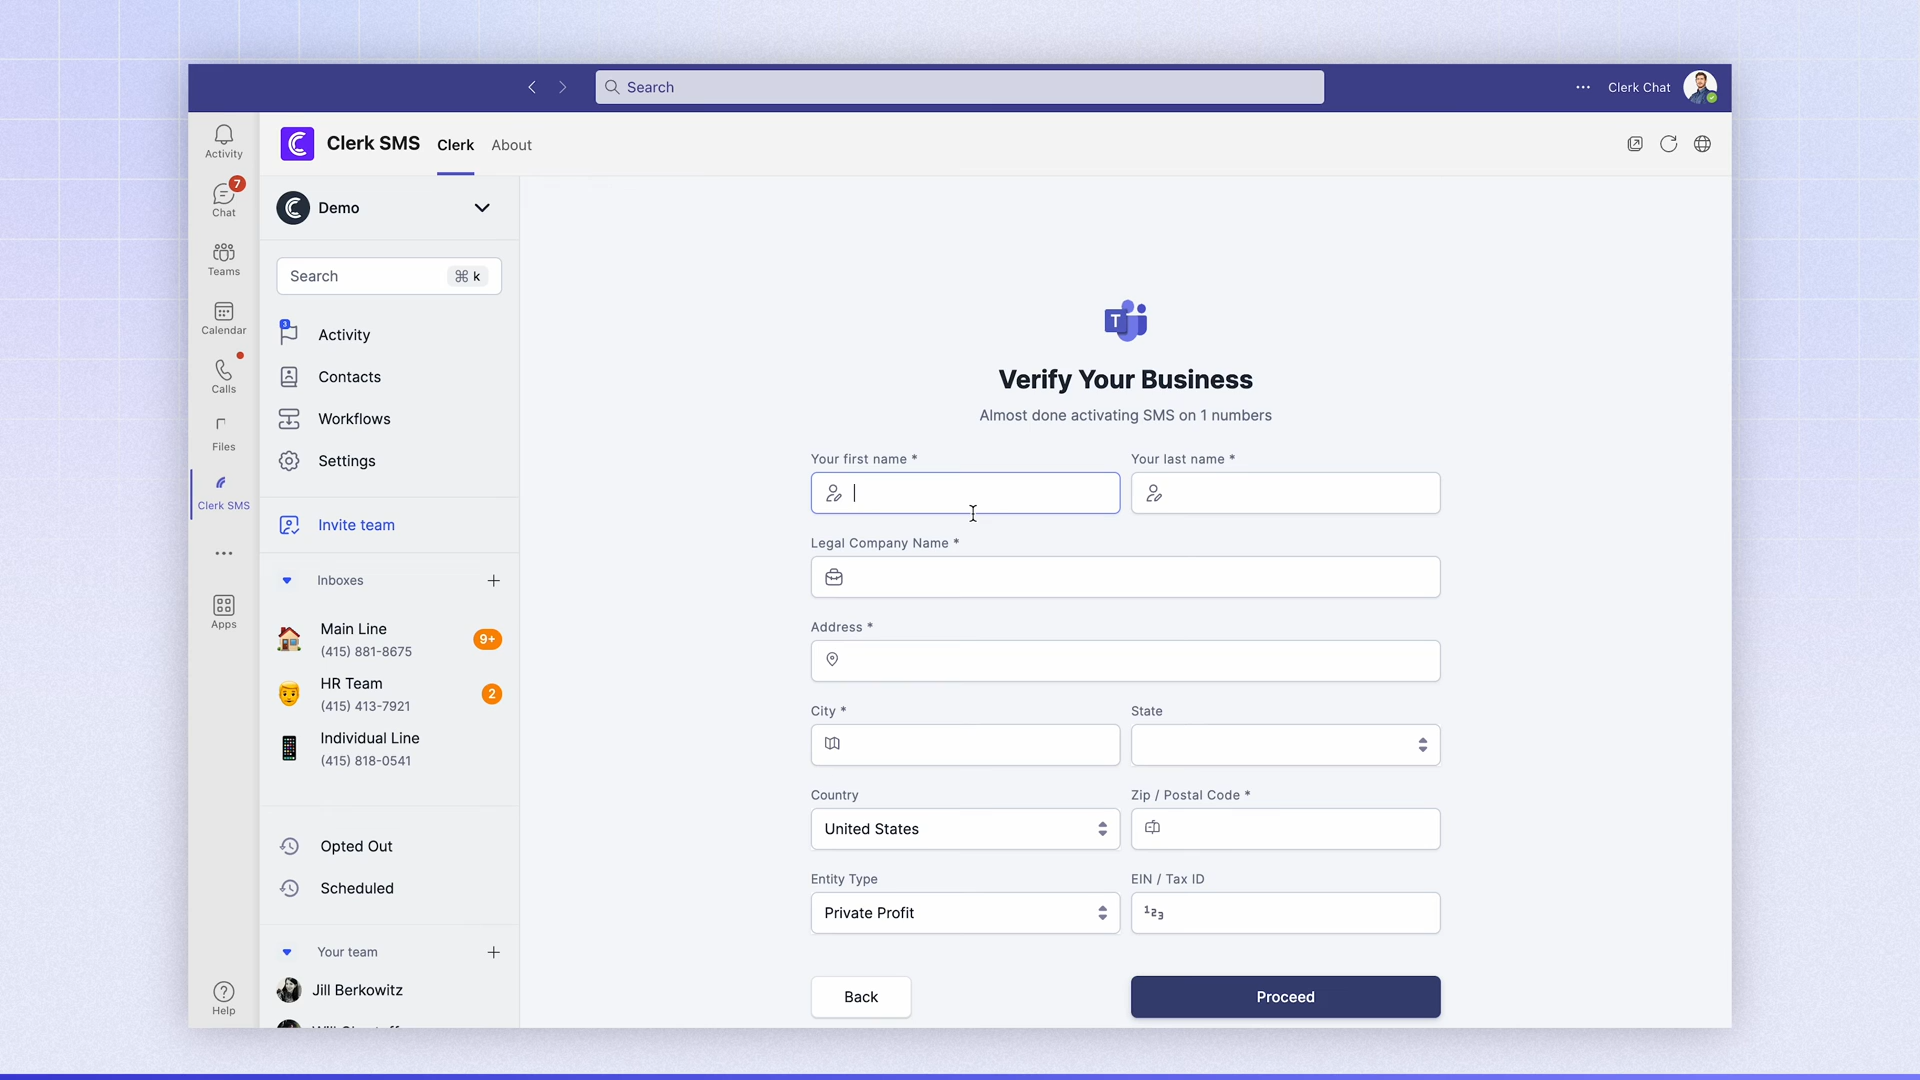 Search
Clerk Chat
Activity
7
Chat
Teams
Calendar
Calls
Files
Clerk SMS
Apps
Help
Clerk SMS
Clerk
About
Demo
Search
⌘ k
3
Activity
Contacts
Workflows
Settings
Invite team
Inboxes
Main Line
(415) 881-8675
9+
HR Team
(415) 413-7921
2
Individual Line
(415) 818-0541
Opted Out
Scheduled
Your team
Jill Berkowitz
T
Verify Your Business
Almost done activating SMS on 1 numbers
Your first name *
Your last name *
Legal Company Name *
Address *
City *
State
Country
Zip / Postal Code *
United States
Entity Type
EIN / Tax ID
Private Profit
123
Back
Proceed